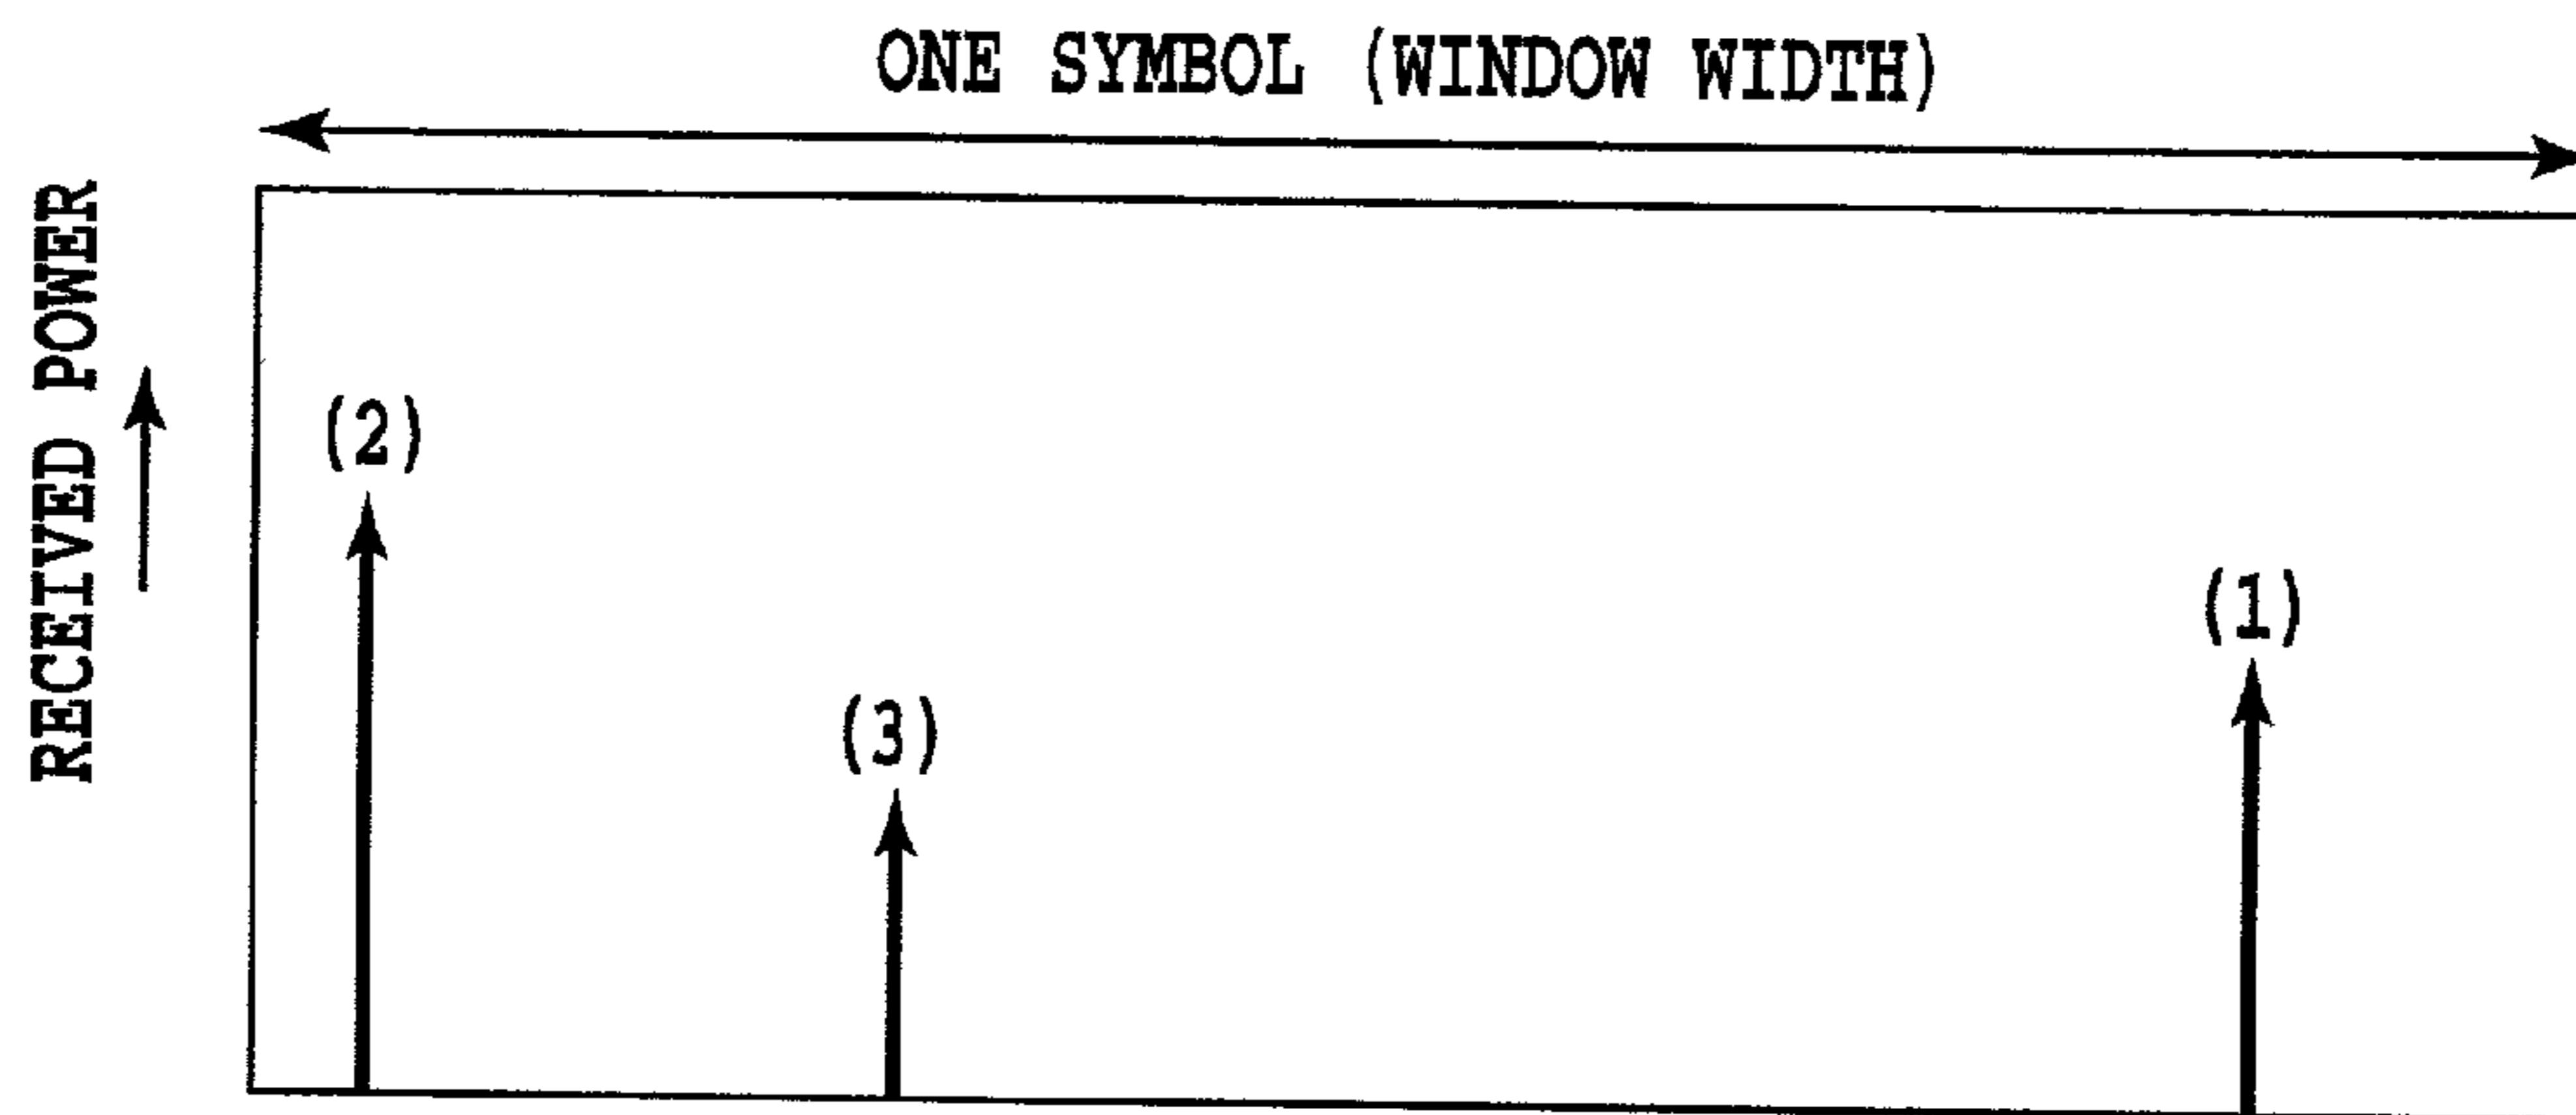 ONE SYMBOL (WINDOW WIDTH)
RECEIVED POWER
(2)
(1)
(3)